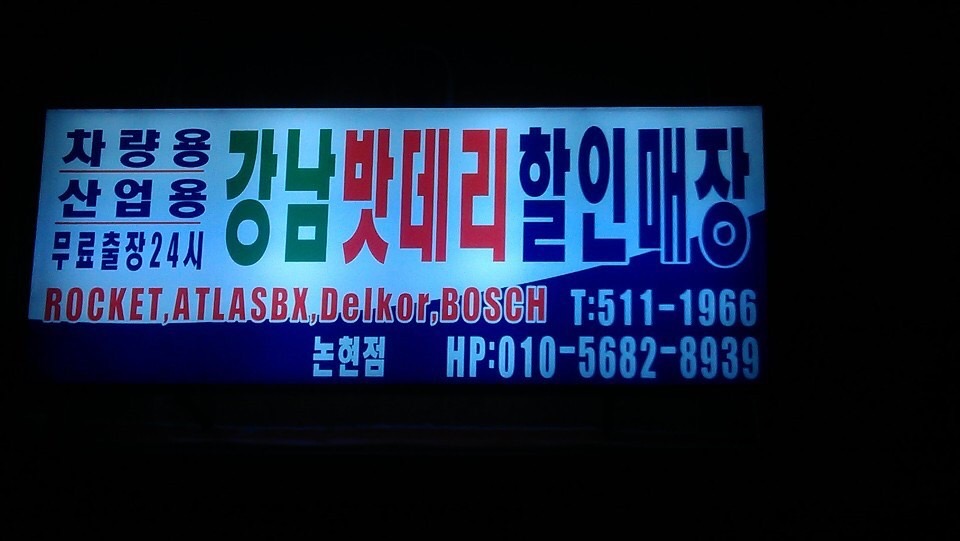 차량용
산업용
무료출장24시
강남밧데리할인매장
ROCKET,ATLASBX,Delkor,BOSCH T:511-1966
논현점 HP:010-5682-8939